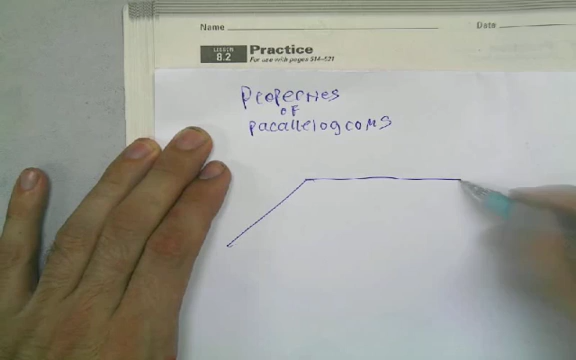 Name
Date
LESSON 8.2
Practice
For use with pages 514-521
Properties
of
parallelograms